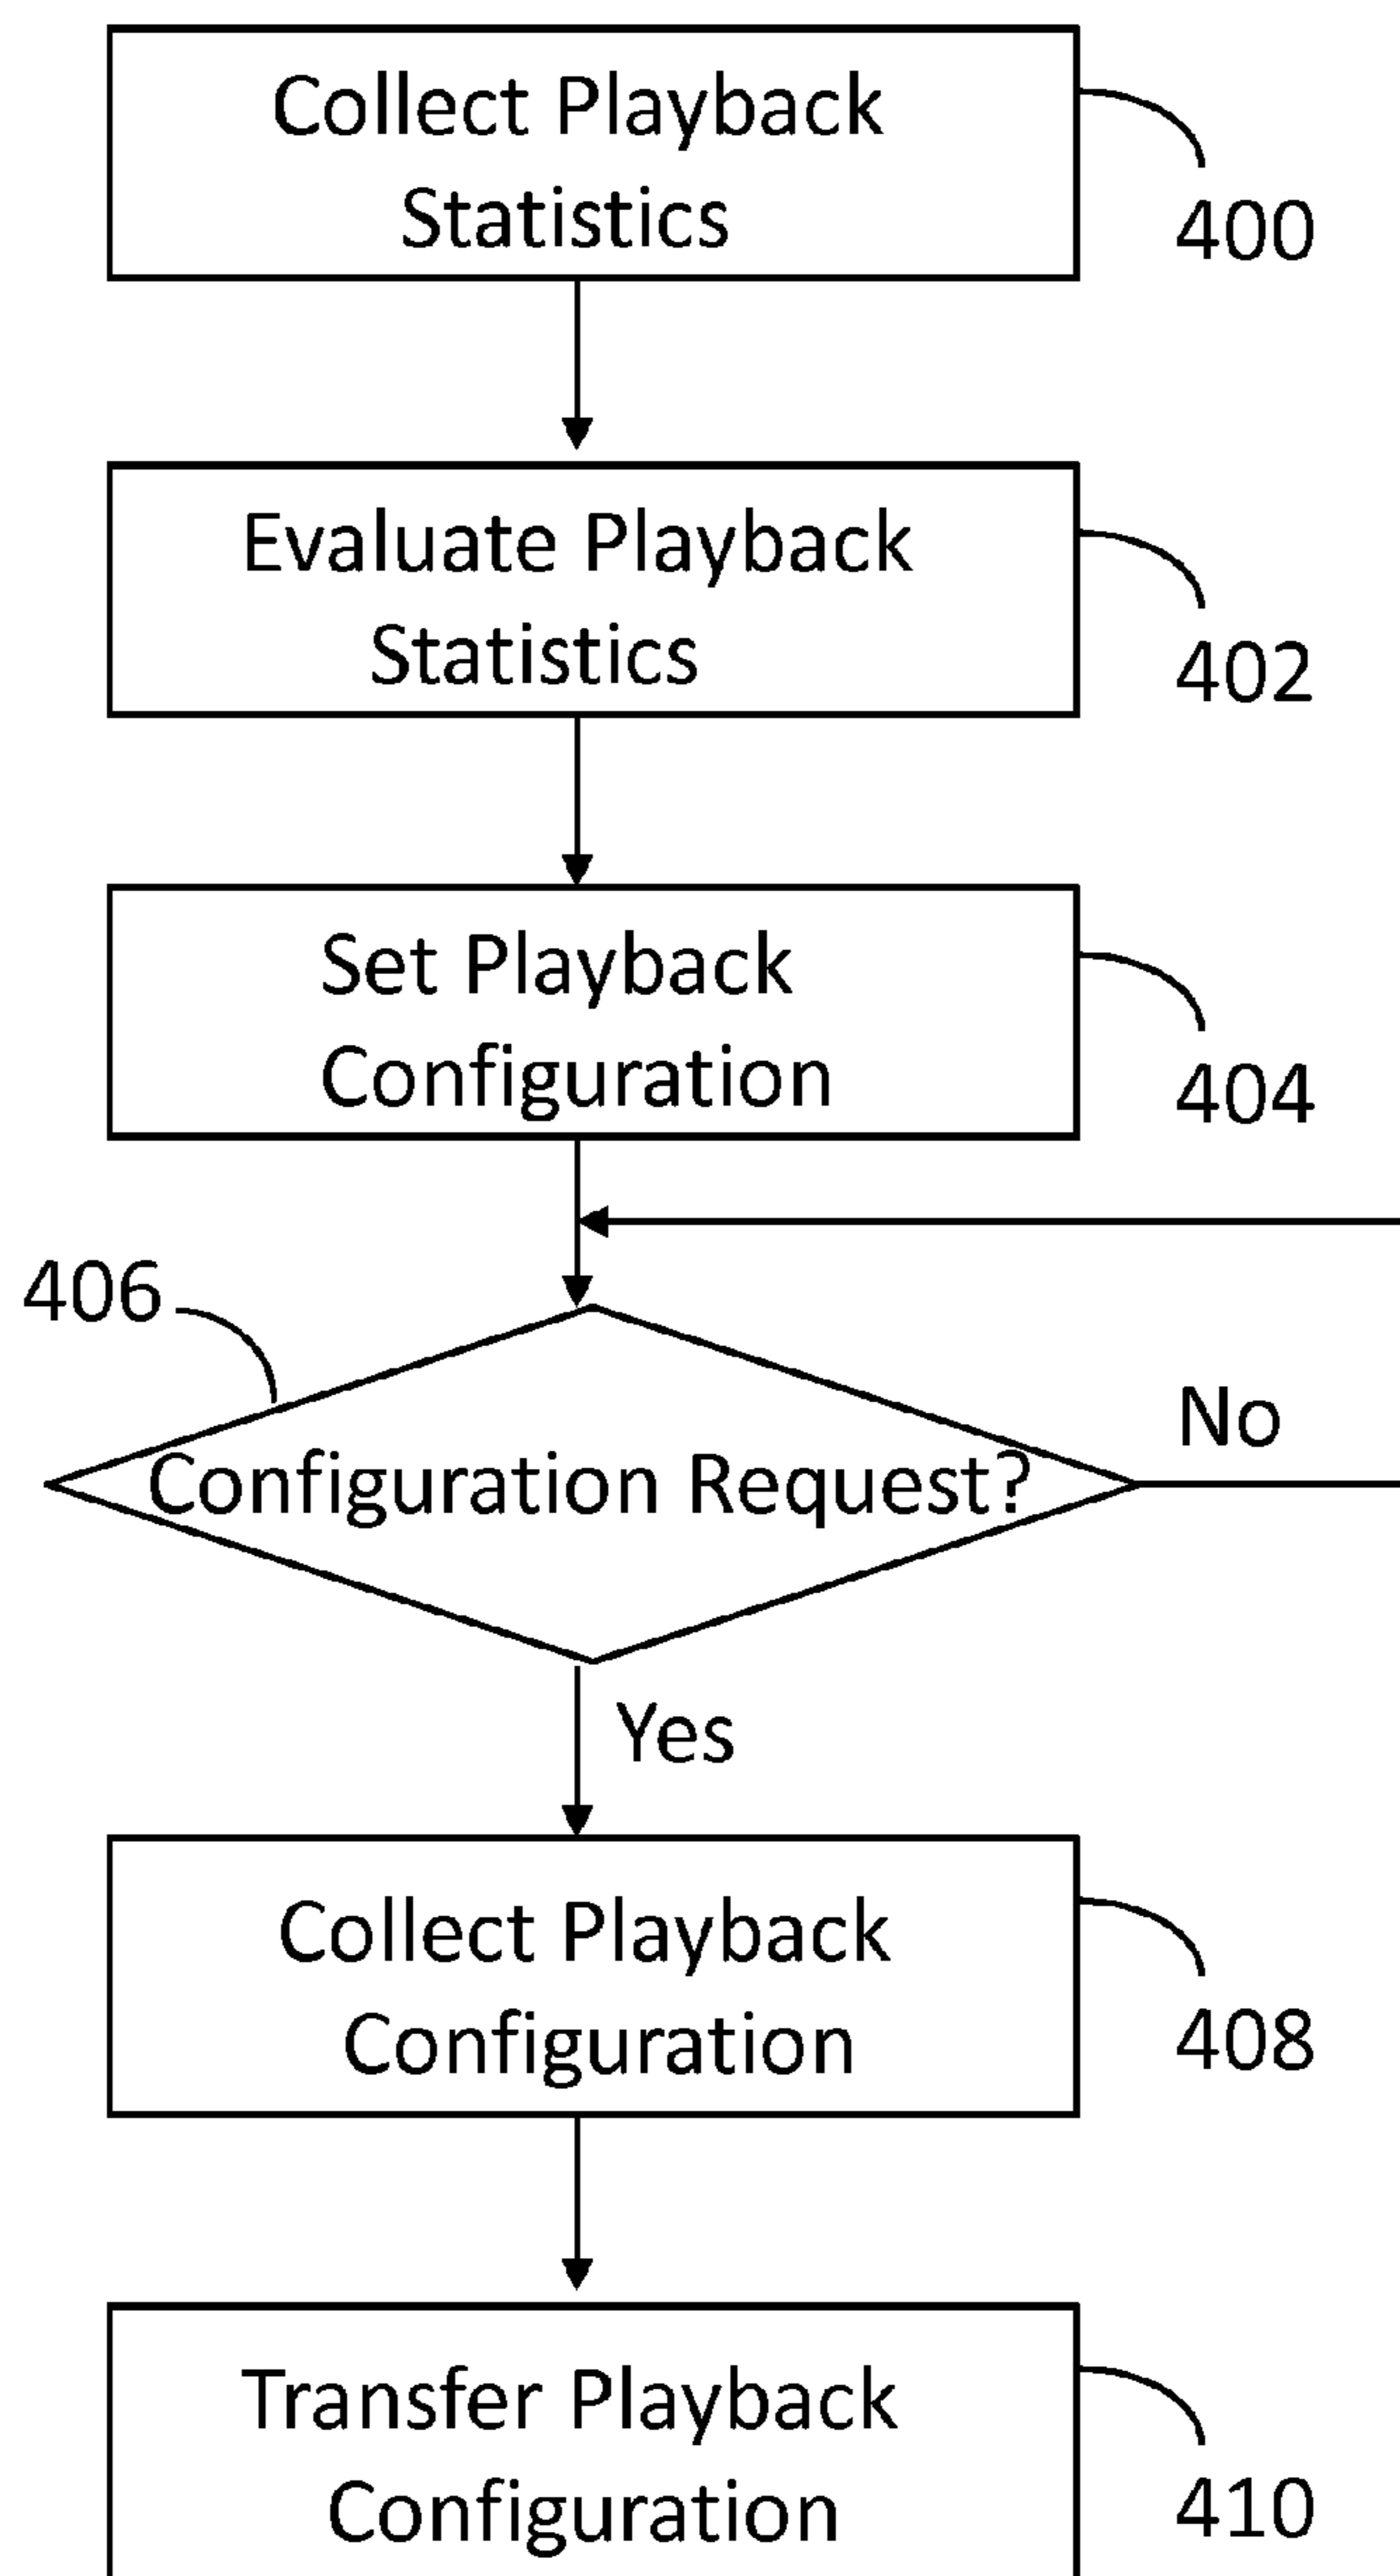 Collect Playback
Statistics
400
Evaluate Playback
Statistics
402
Set Playback
Configuration
404
406
Configuration Request?
No
Yes
Collect Playback
Configuration
408
Transfer Playback
Configuration
410